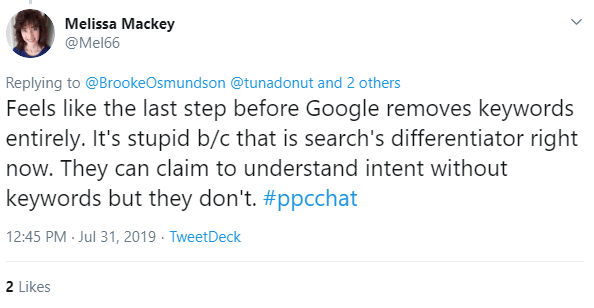 Melissa Mackey
@Mel66
Replying to @BrookeOsmundson @tunadonut and 2 others
Feels like the last step before Google removes keywords
entirely. It's stupid b/c that is search's differentiator right
now. They can claim to understand intent without
keywords but they don't. #ppcchat
12:45 PM · Jul 31, 2019 · TweetDeck
2 Likes